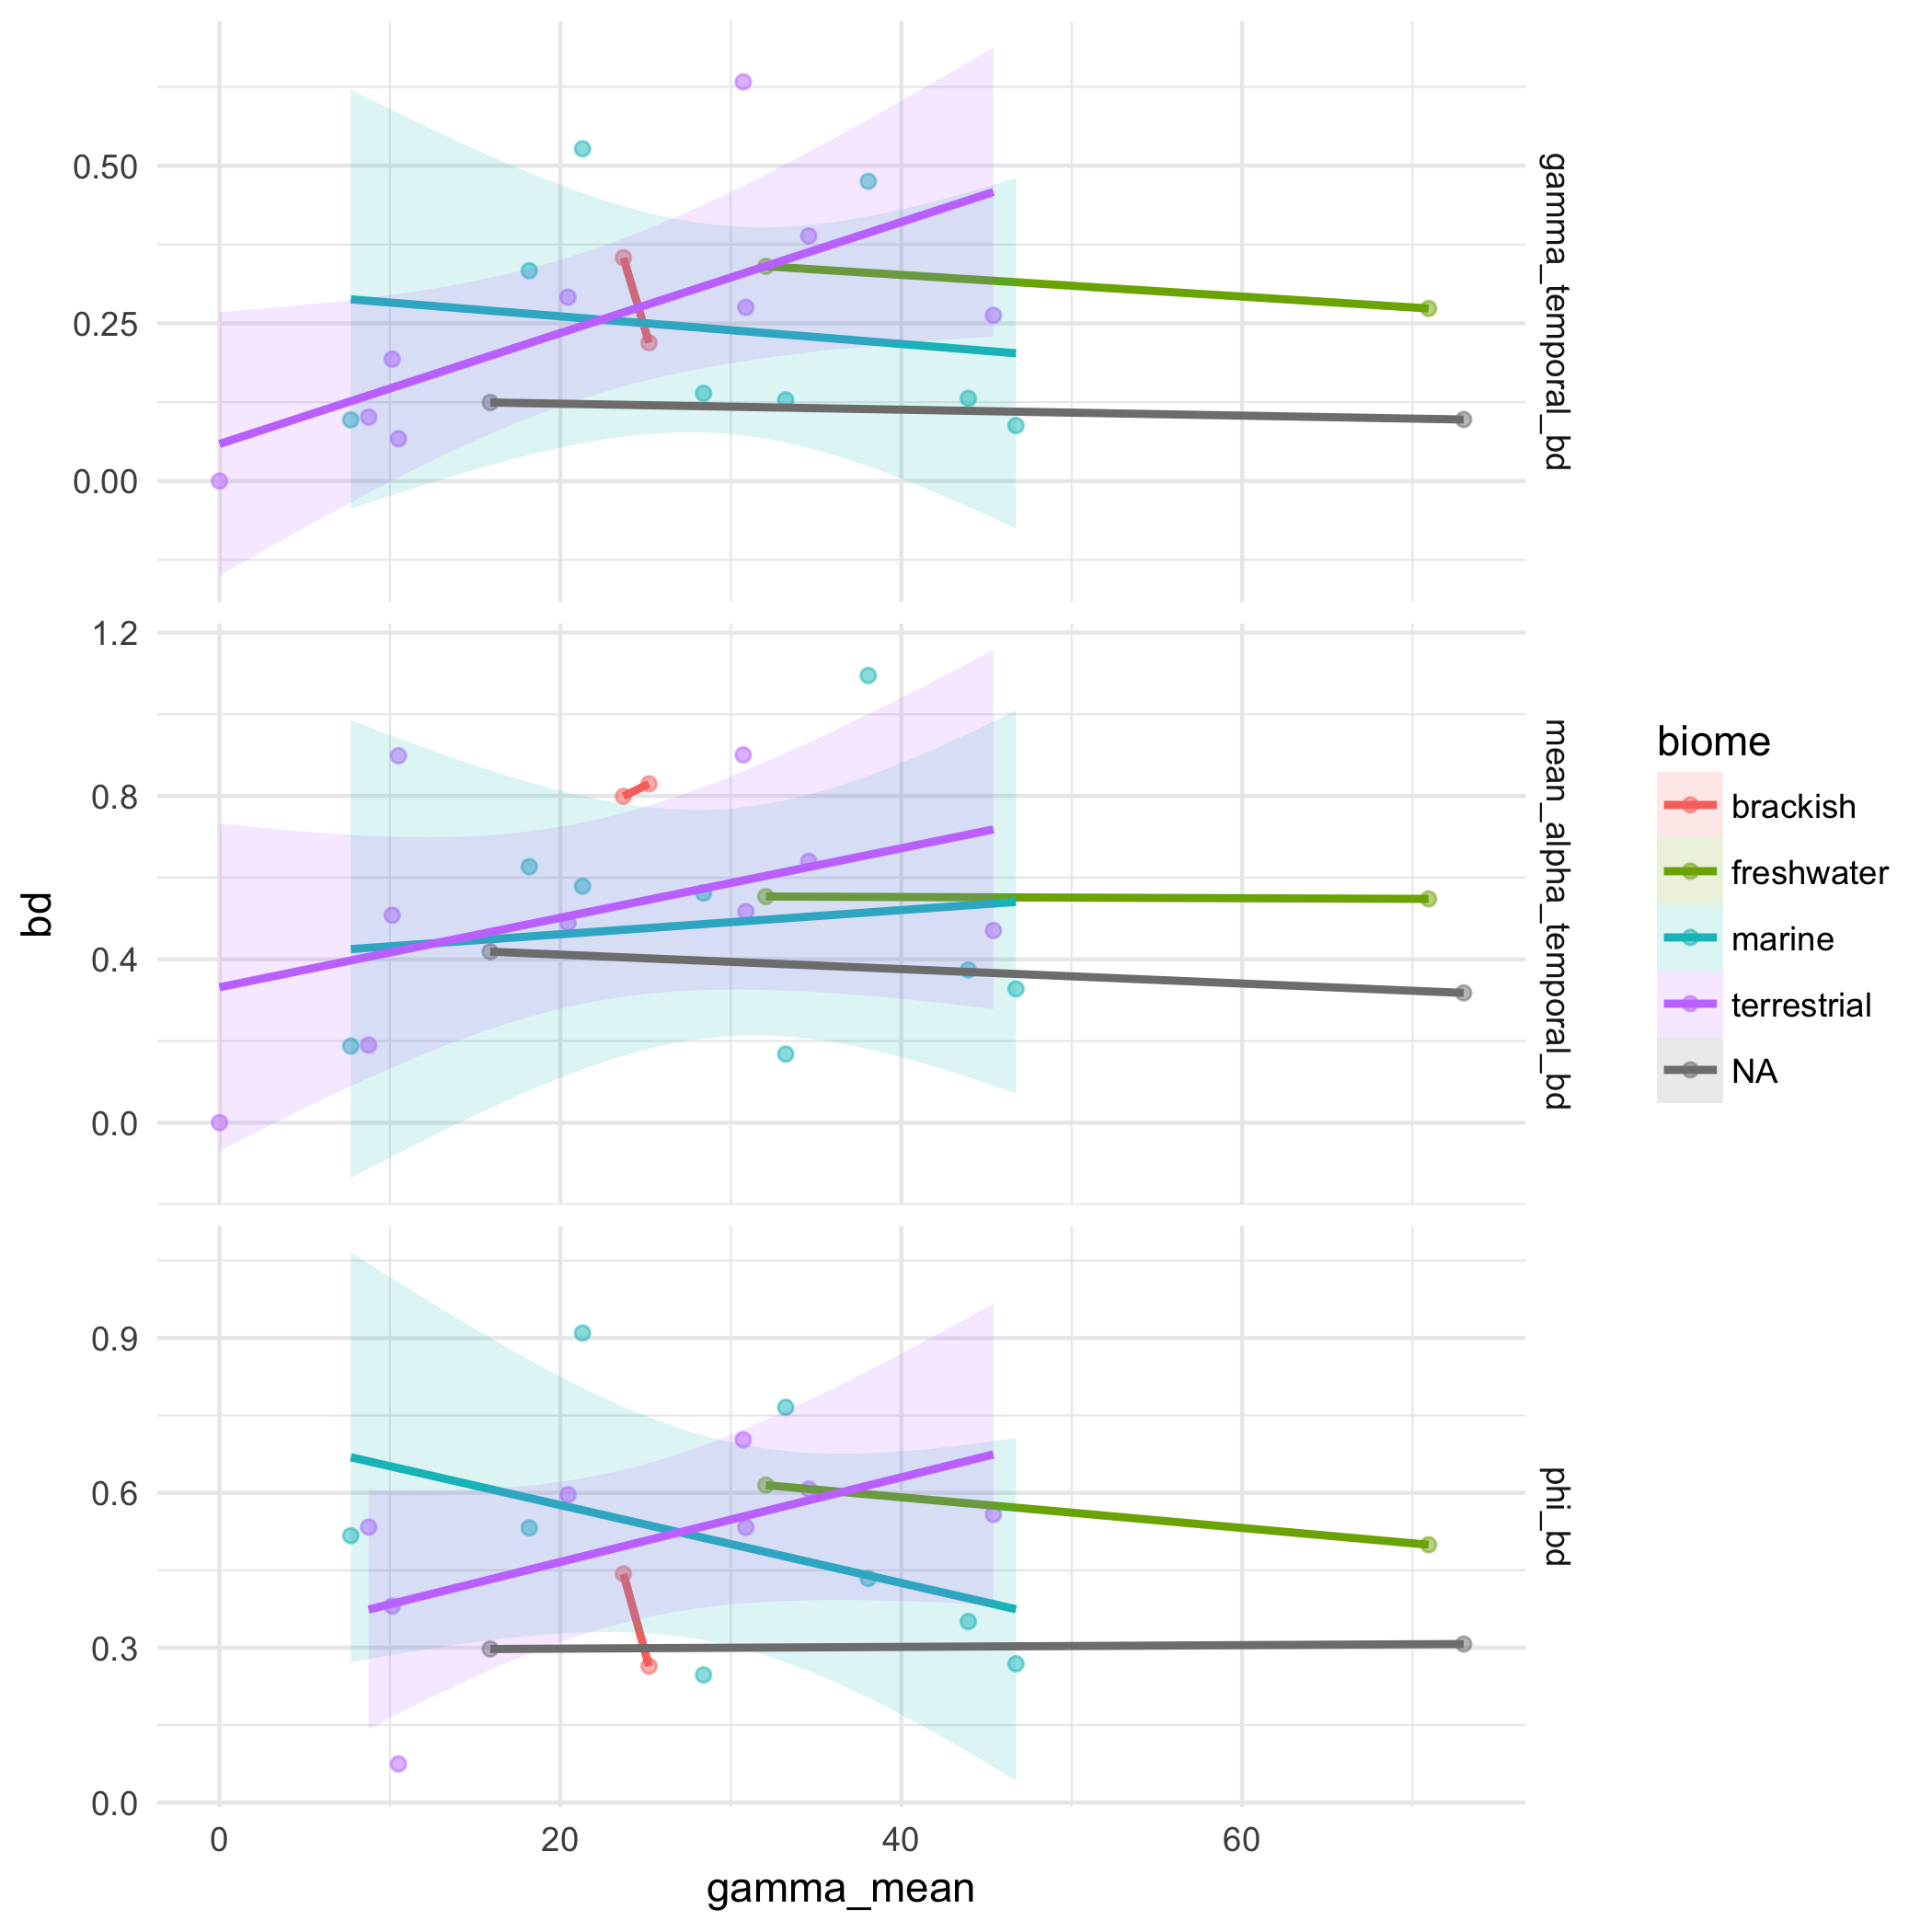 0.50
0.25
0.00
gamma_temporal_bd
1.2
0.8
0.4
0.0
mean_alpha_temporal_bd
0.9
0.6
0.3
0.0
phi_bd
bd
0
20
40
60
gamma_mean
biome
brackish
freshwater
marine
terrestrial
NA